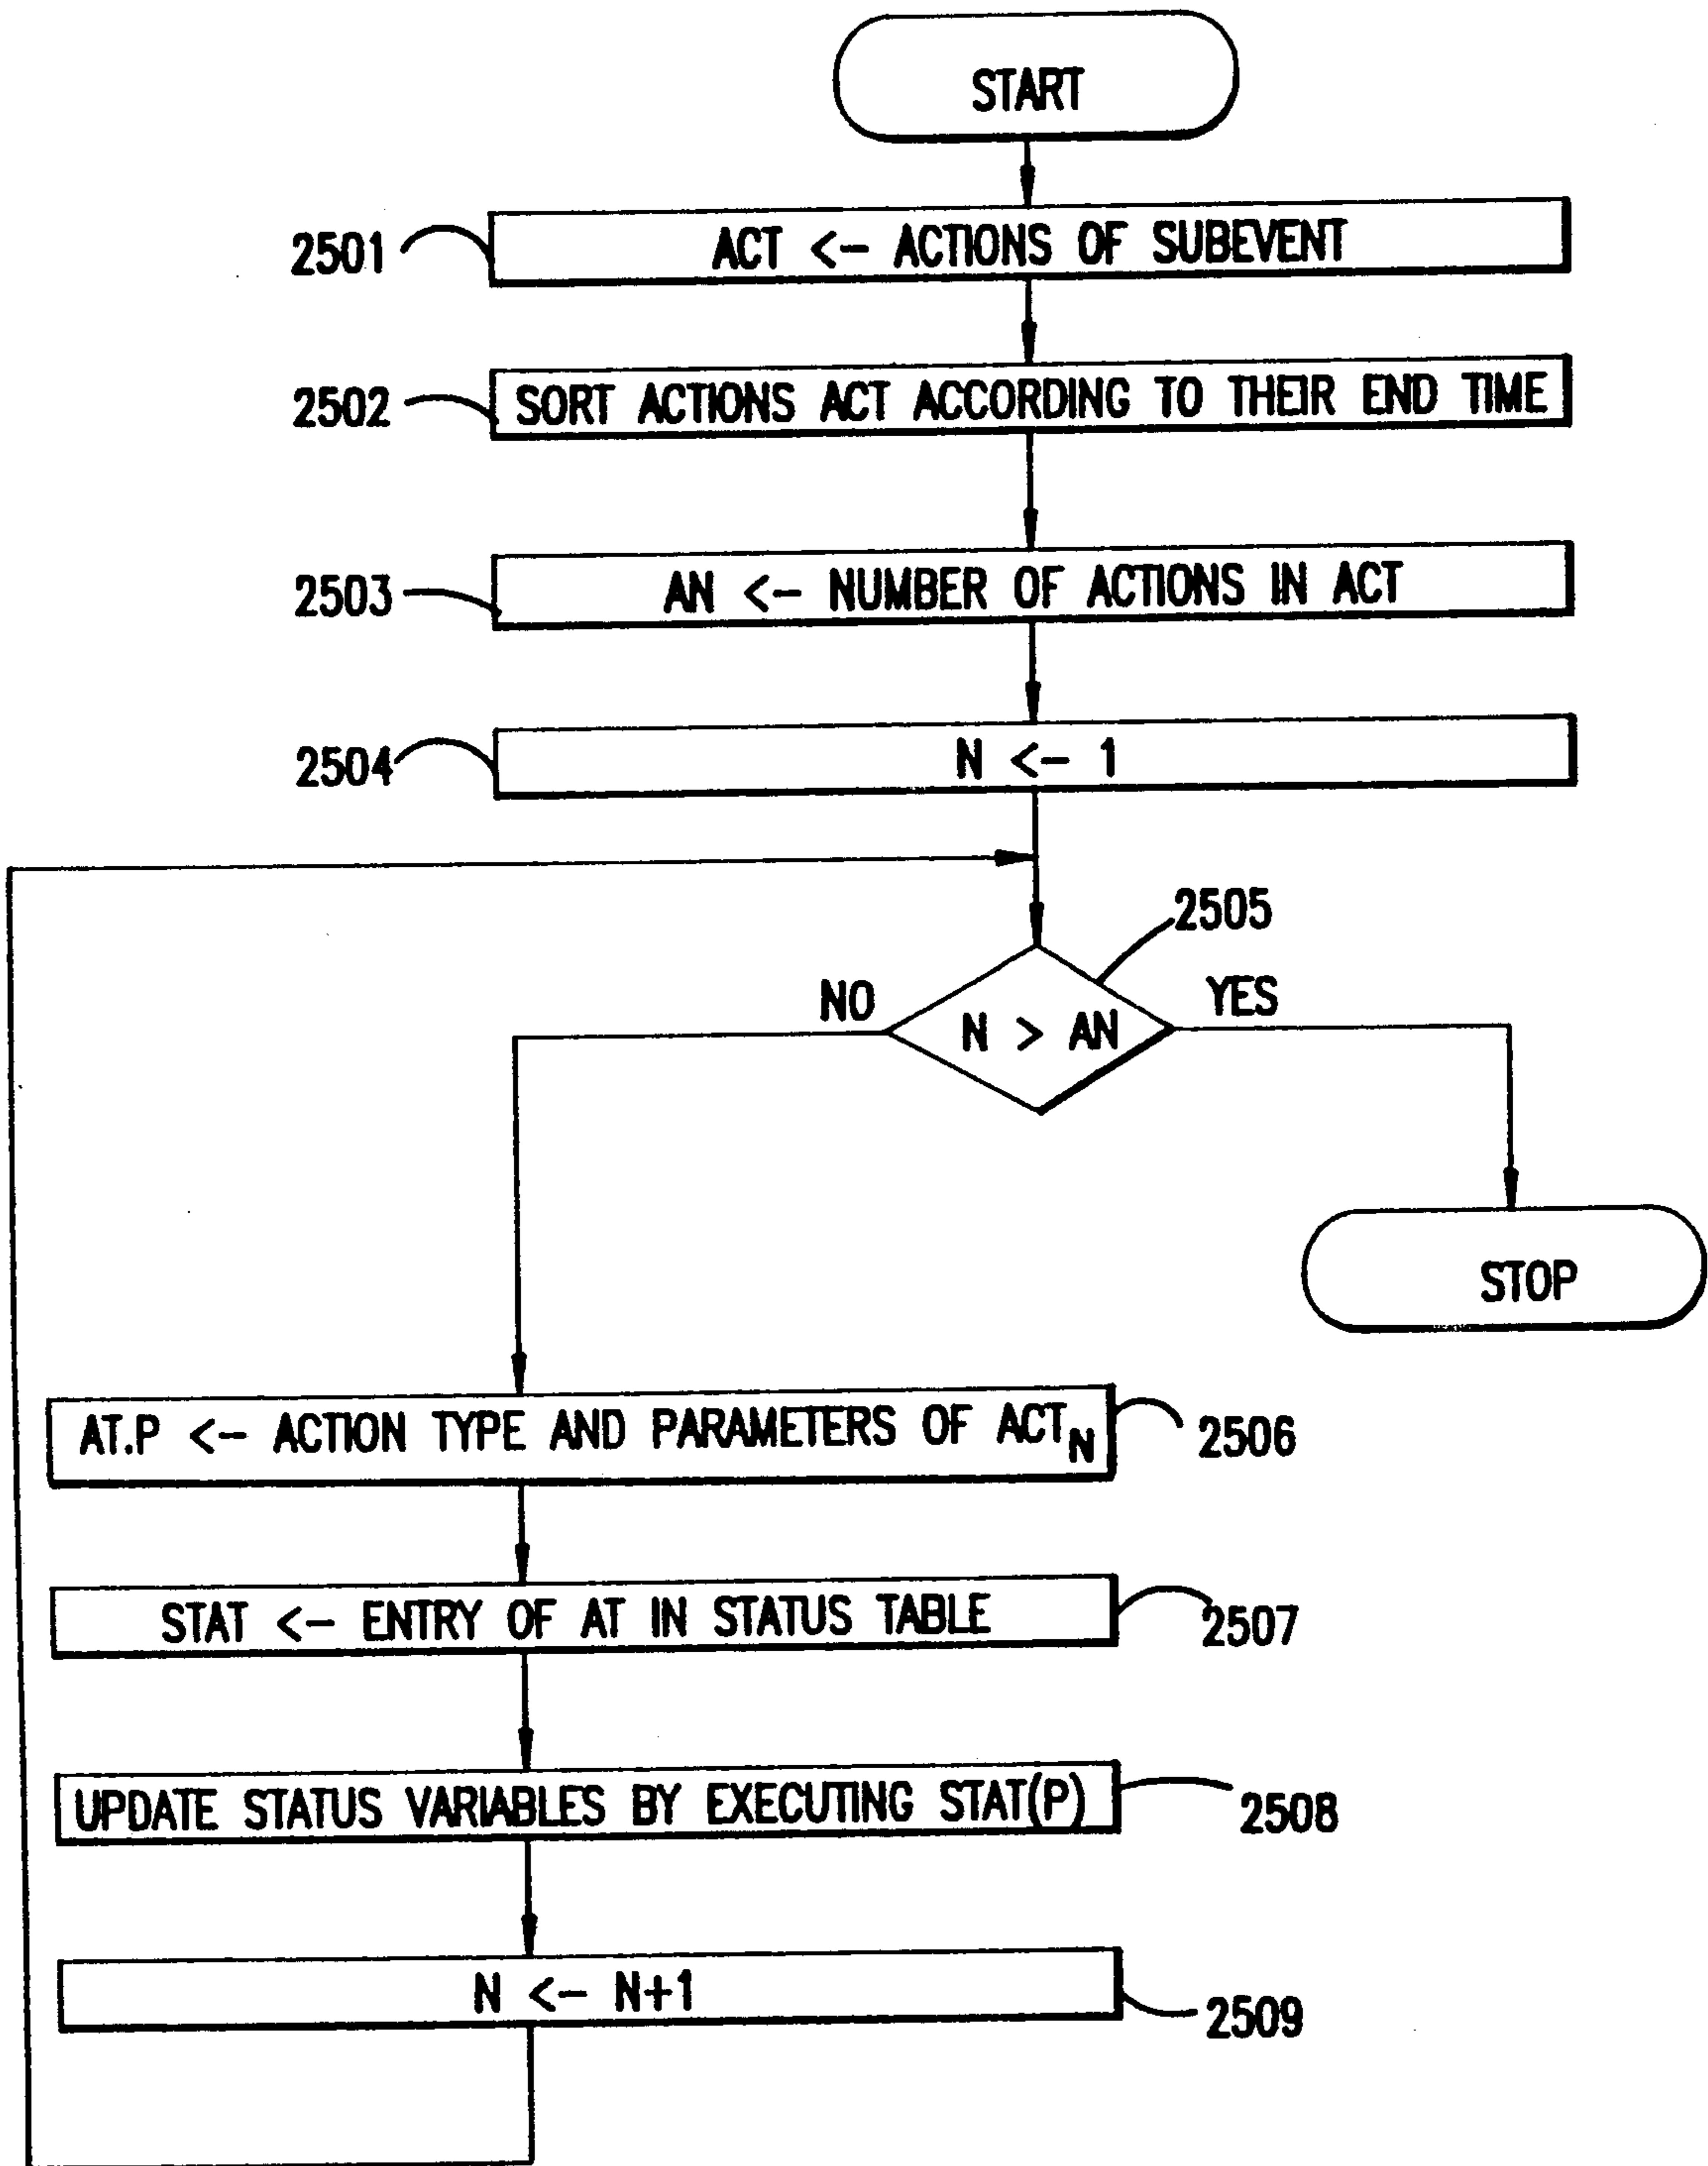 START
2501
ACT <- ACTIONS OF SUBEVENT
2502
SORT ACTIONS ACT ACCORDING TO THEIR END TIME
2503
AN <- NUMBER OF ACTIONS IN ACT
2504
N <- 1
2505
NO
N > AN
YES
STOP
AT.P <- ACTION TYPE AND PARAMETERS OF ACT_N
2506
STAT <- ENTRY OF AT IN STATUS TABLE
2507
UPDATE STATUS VARIABLES BY EXECUTING STAT(P)
2508
N <- N+1
2509